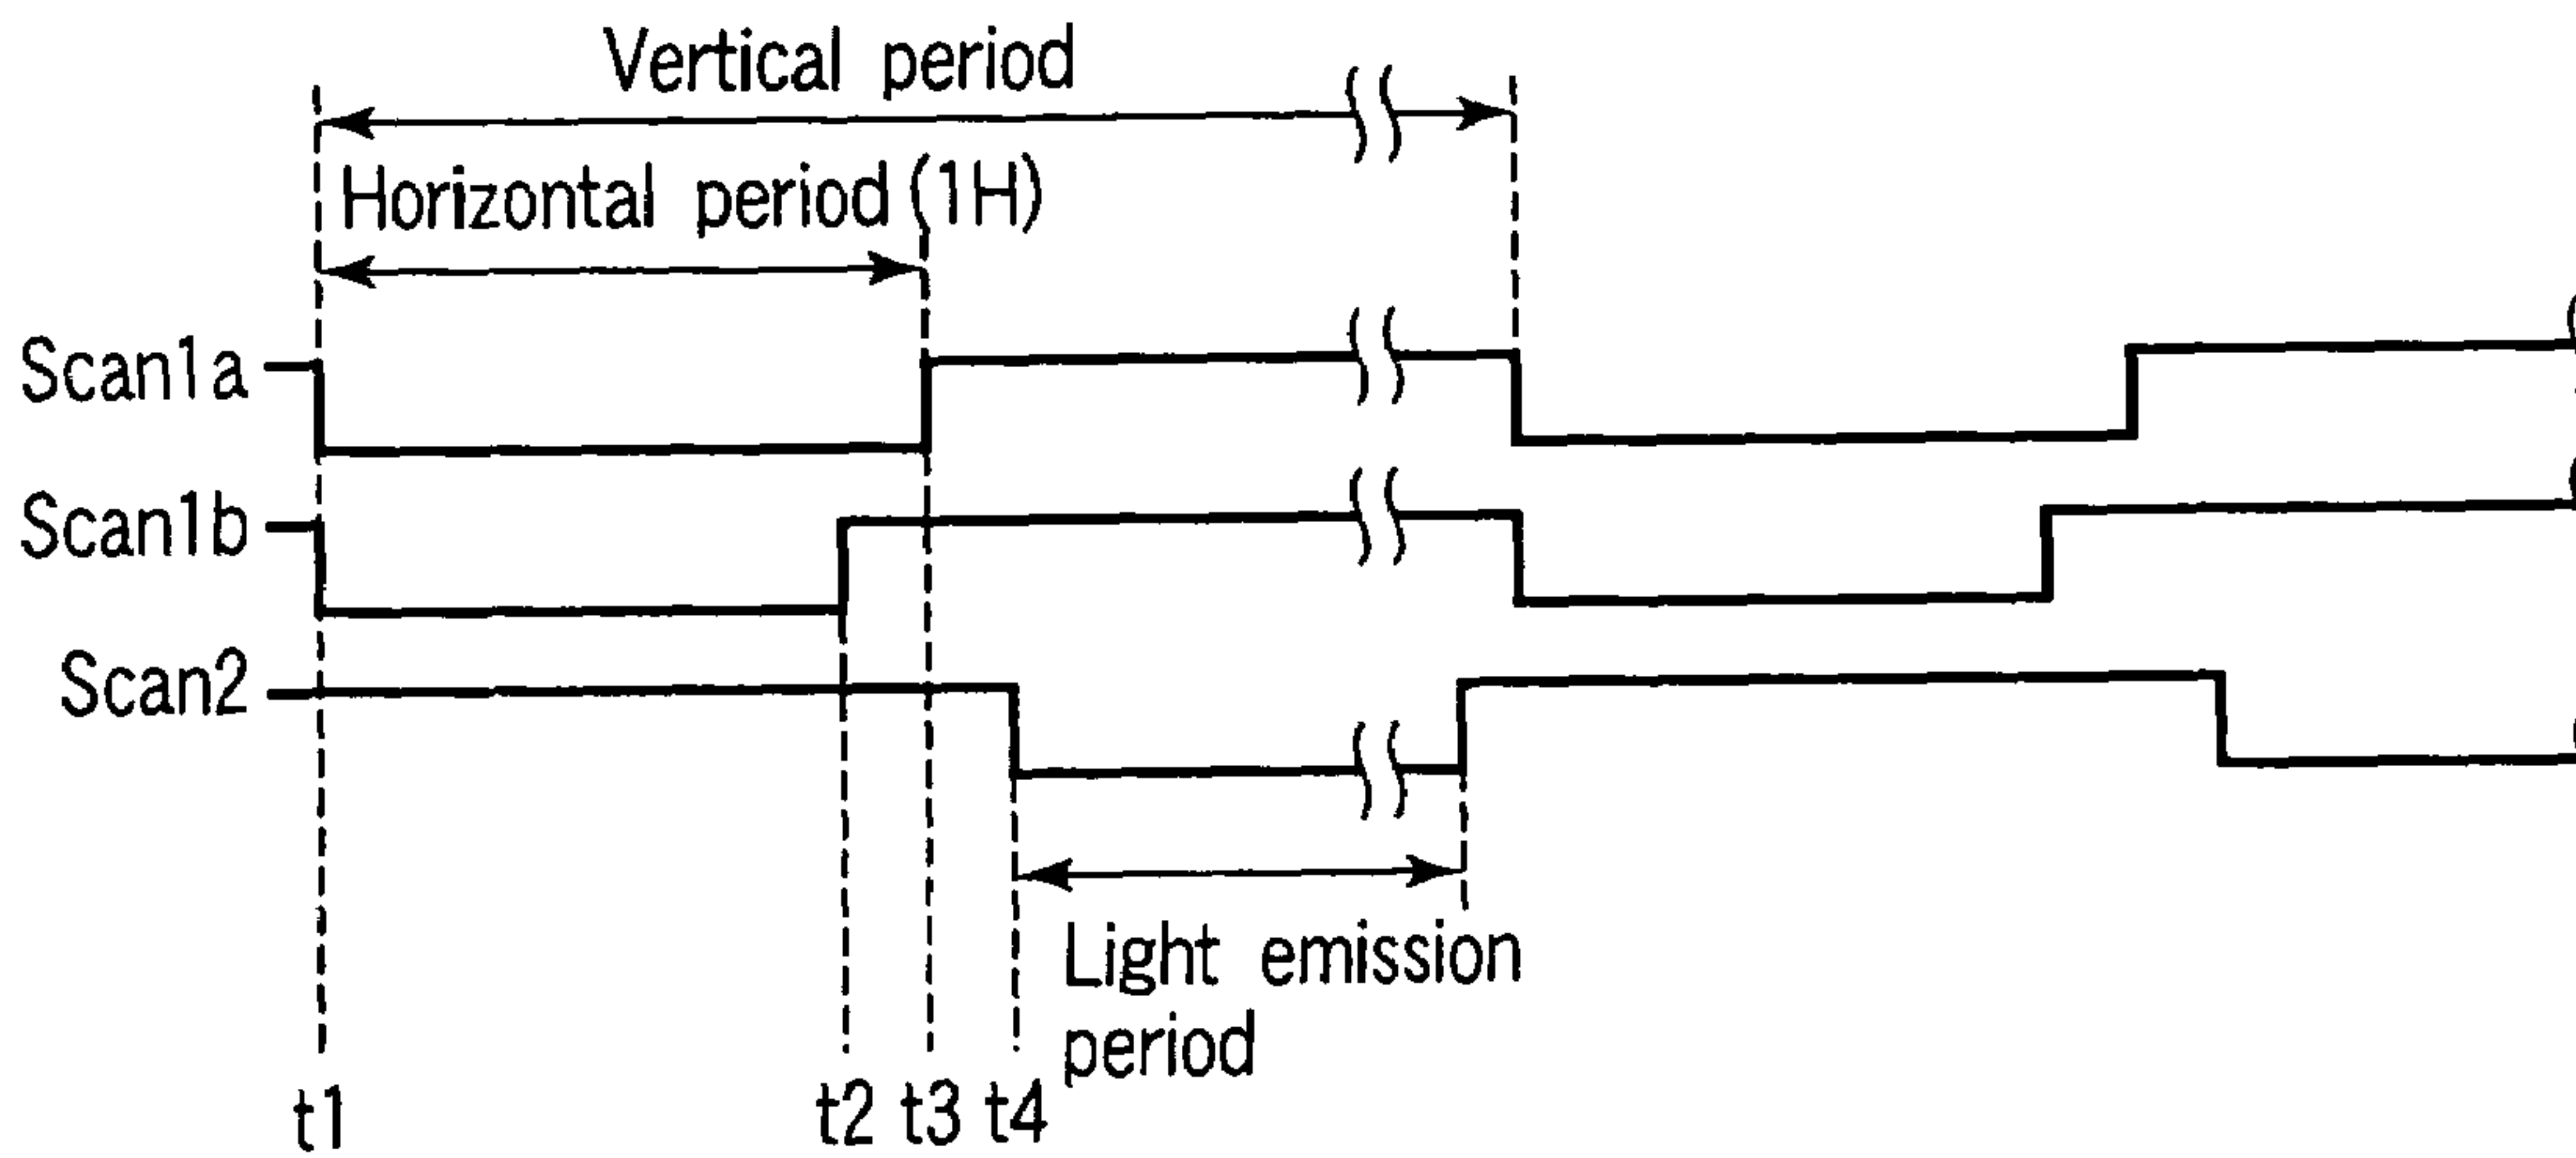 Vertical period
Horizontal period (1H)
Scan1a
Scan1b
Scan2
Light emission
period
t1
t2
t3
t4